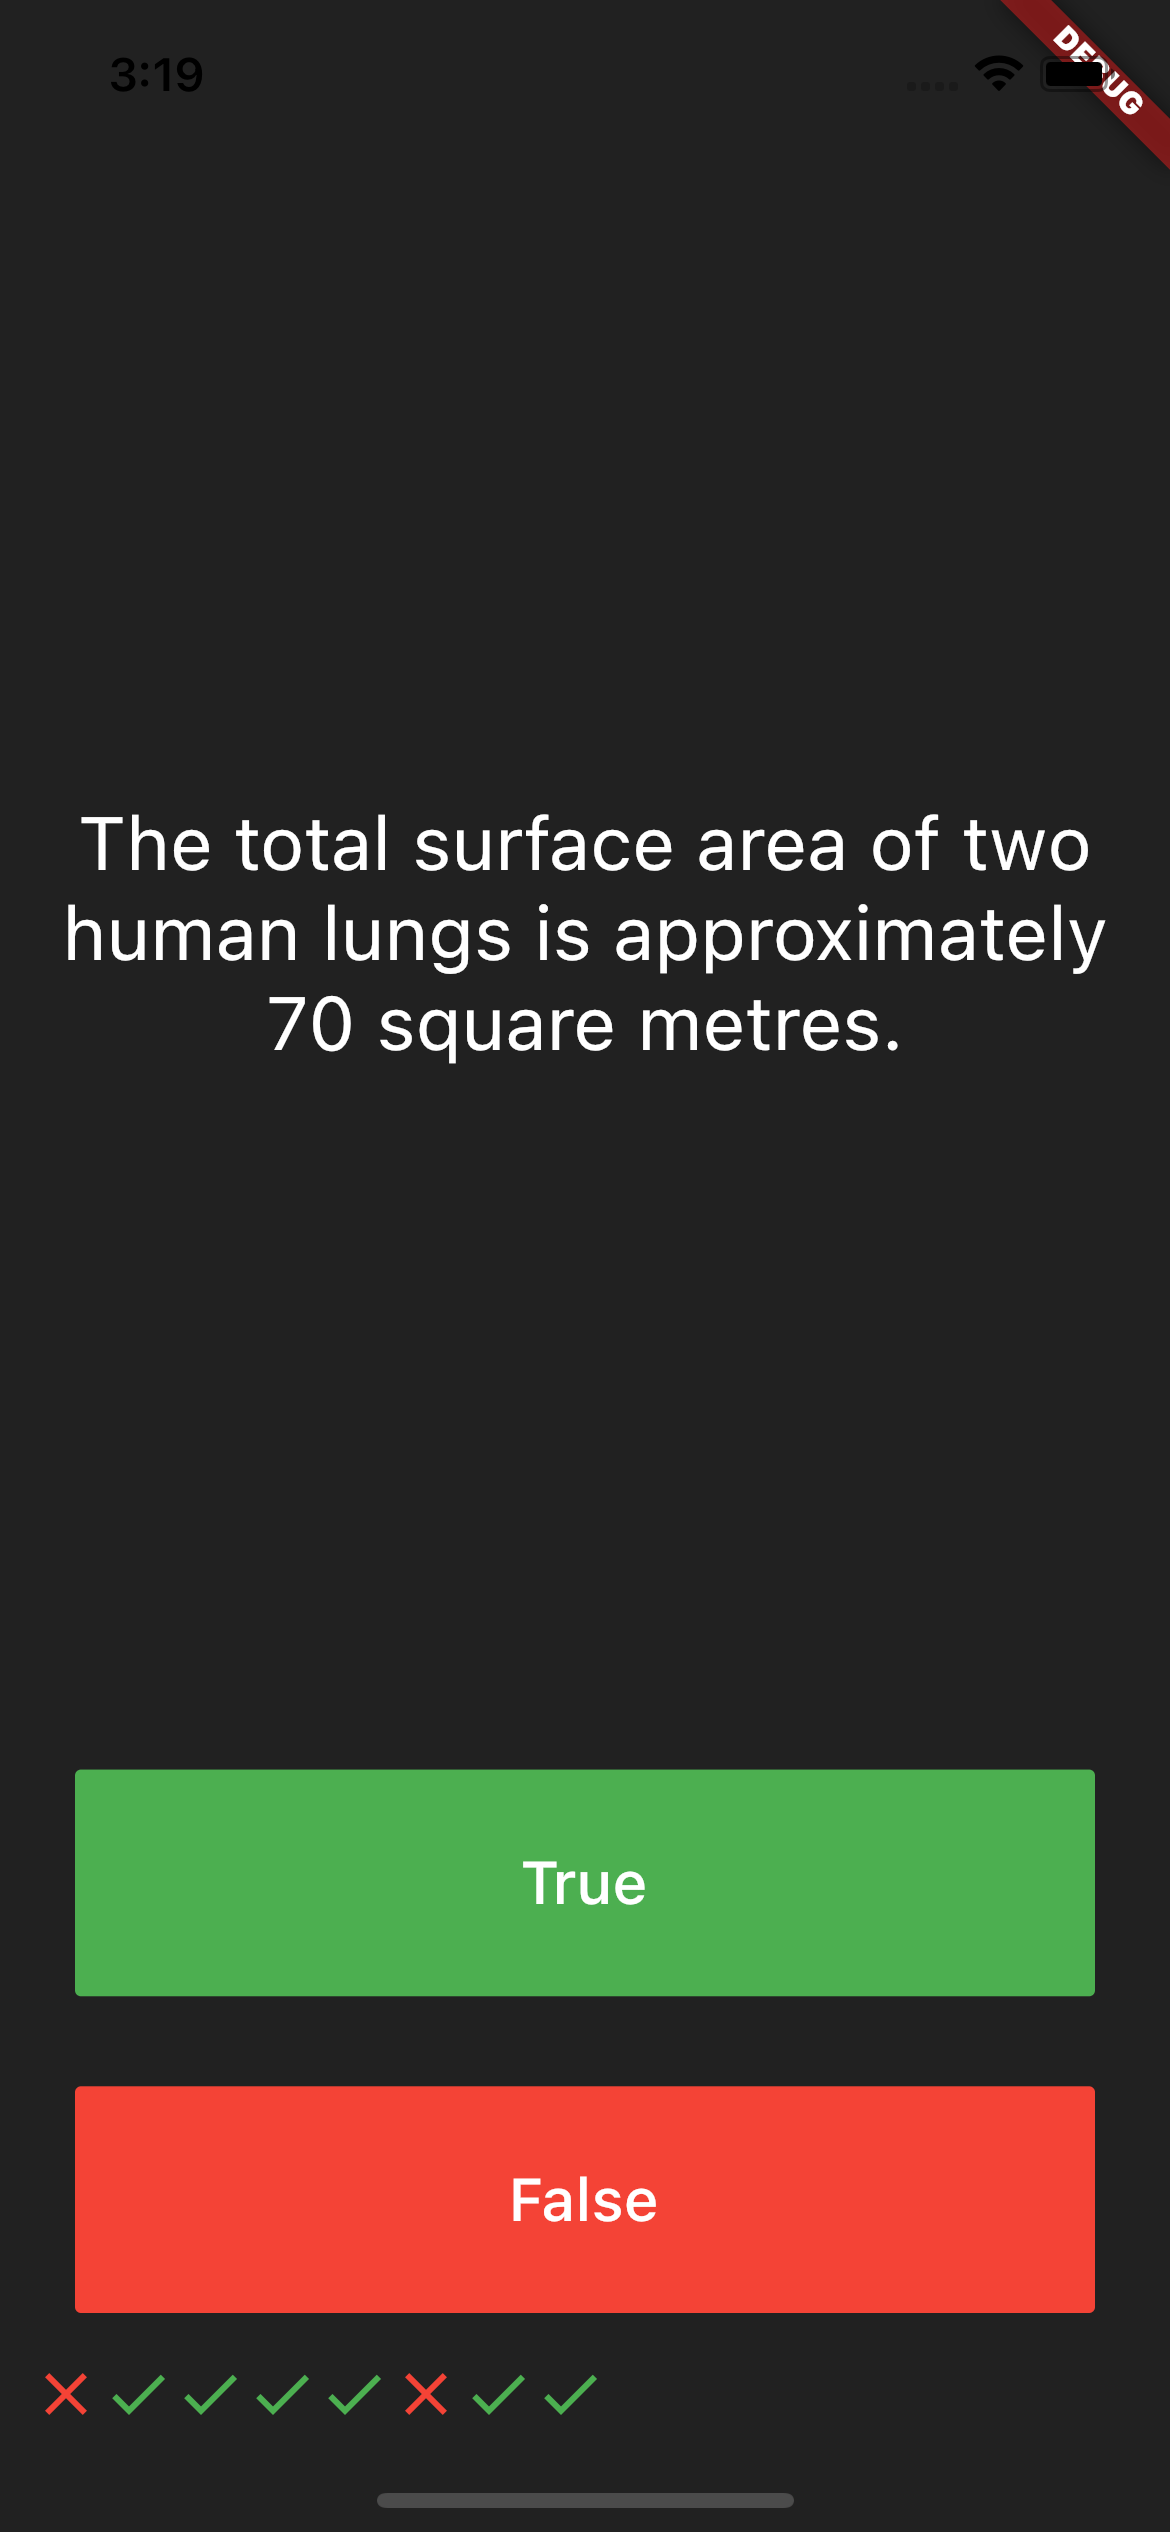 3:19
DEBUG
The total surface area of two
human lungs is approximately
70 square metres.
True
False